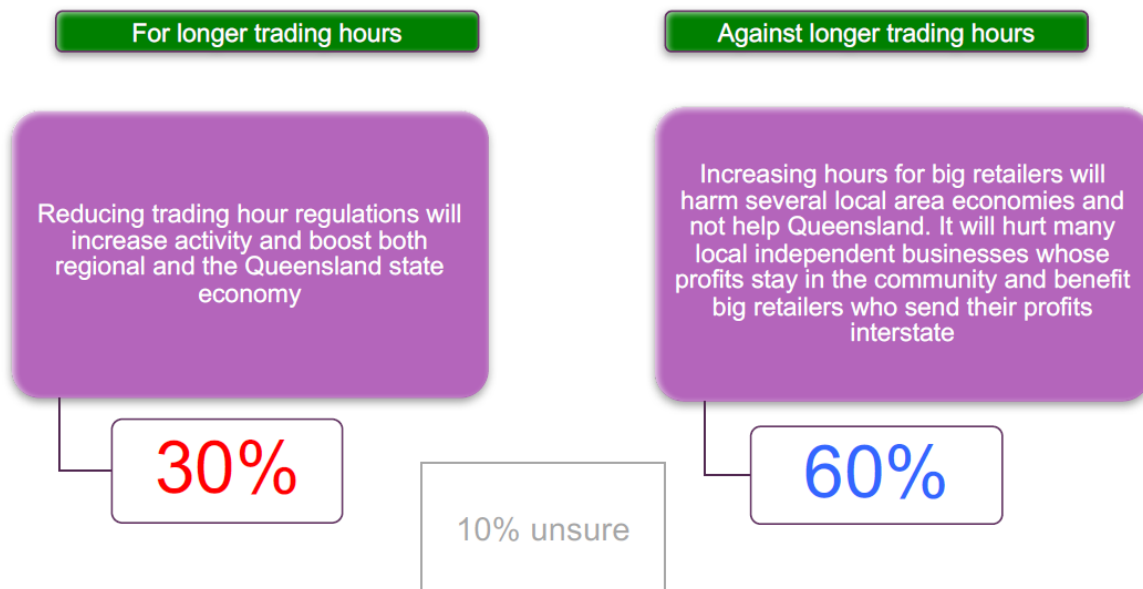 For longer trading hours
Against longer trading hours
Reducing trading hour regulations will
increase activity and boost both
regional and the Queensland state
economy
Increasing hours for big retailers will
harm several local area economies and
not help Queensland. It will hurt many
local independent businesses whose
profits stay in the community and benefit
big retailers who send their profits
interstate
30%
60%
10% unsure